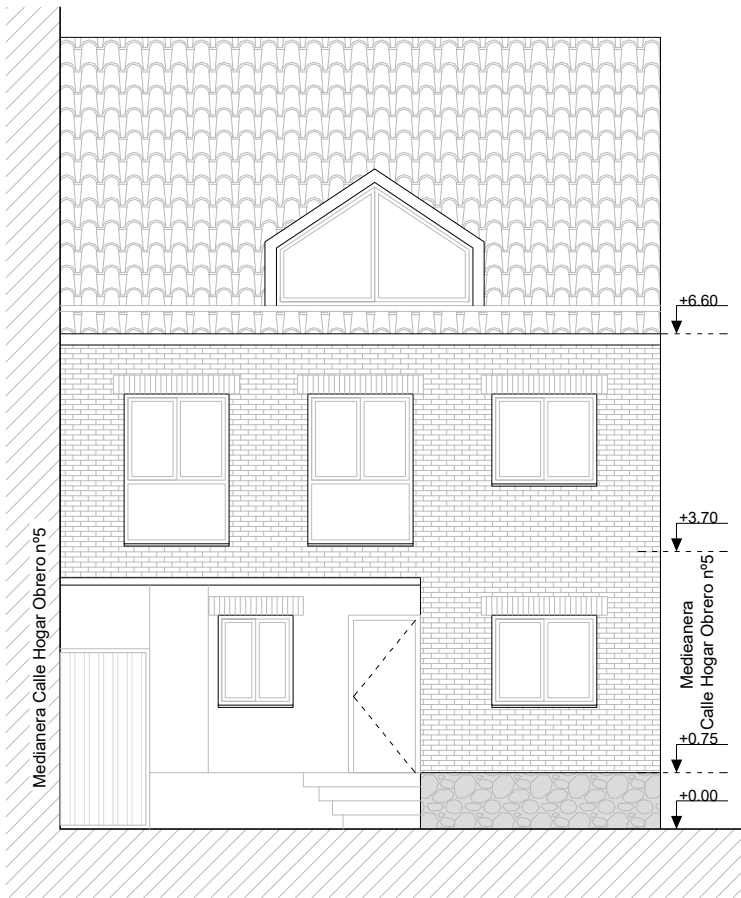 +6.60
+3.70
Medianera Calle Hogar Obrero nº5
Medieanera
Calle Hogar Obrero nº5
+0.75
+0.00